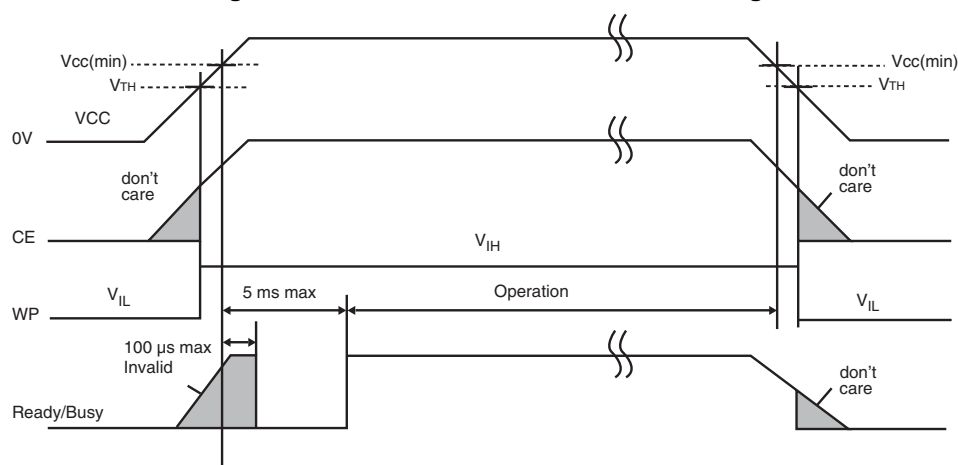 Vcc(min)
Vcc(min)
VTH
VTH
VCC
0V
don't
care
don't
care
CE
VIH
VIL
5 ms max
Operation
VIL
WP
100 µs max
Invalid
don't
care
Ready/Busy